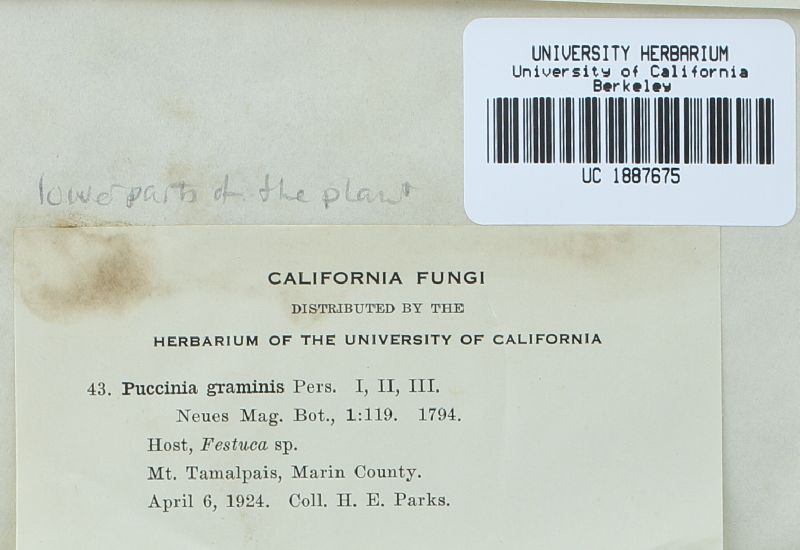 UNIVERSITY HERBARIUM
University of California
Berkeley
UC 1887675
lower parts of the plant
CALIFORNIA FUNGI
DISTRIBUTED BY THE
HERBARIUM OF THE UNIVERSITY OF CALIFORNIA
43. Puccinia graminis Pers. I, II, III.
Neues Mag. Bot., 1:119. 1794.
Host, Festuca sp.
Mt. Tamalpais, Marin County.
April 6, 1924. Coll. H. E. Parks.